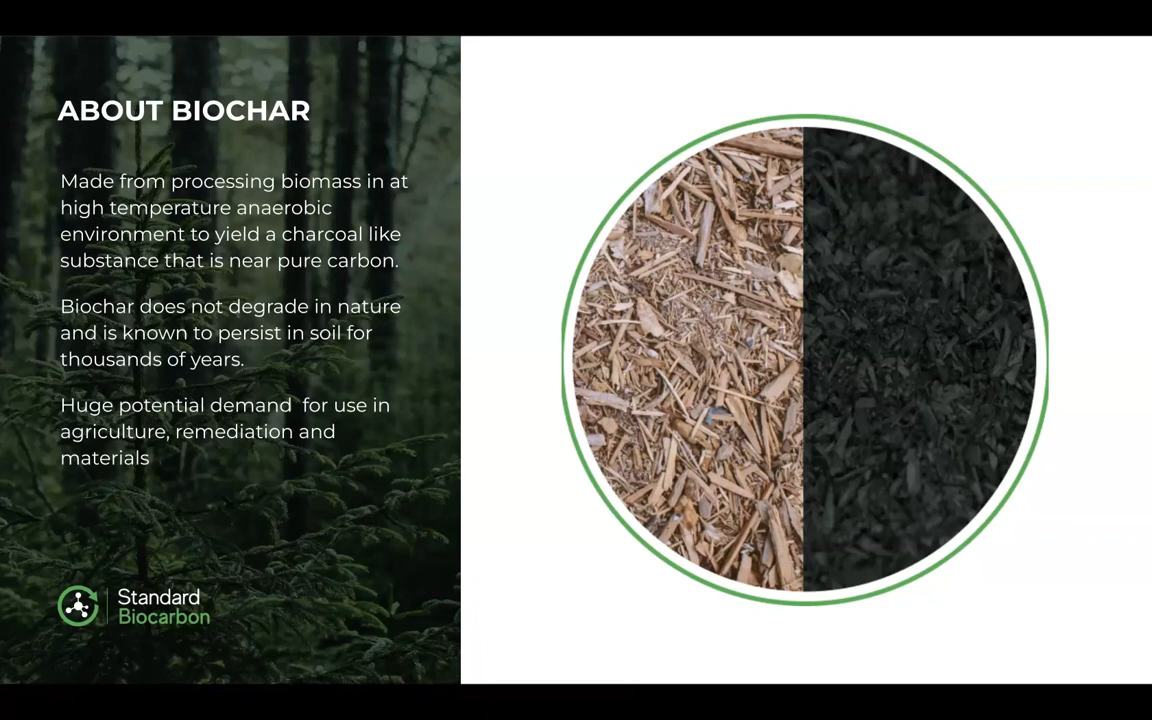 ABOUT BIOCHAR
Made from processing biomass in at
high temperature anaerobic
environment to yield a charcoal like
substance that is near pure carbon.
Biochar does not degrade in nature
and is known to persist in soil for
thousands of years.
Huge potential demand  for use in
agriculture, remediation and
materials
Standard
Biocarbon